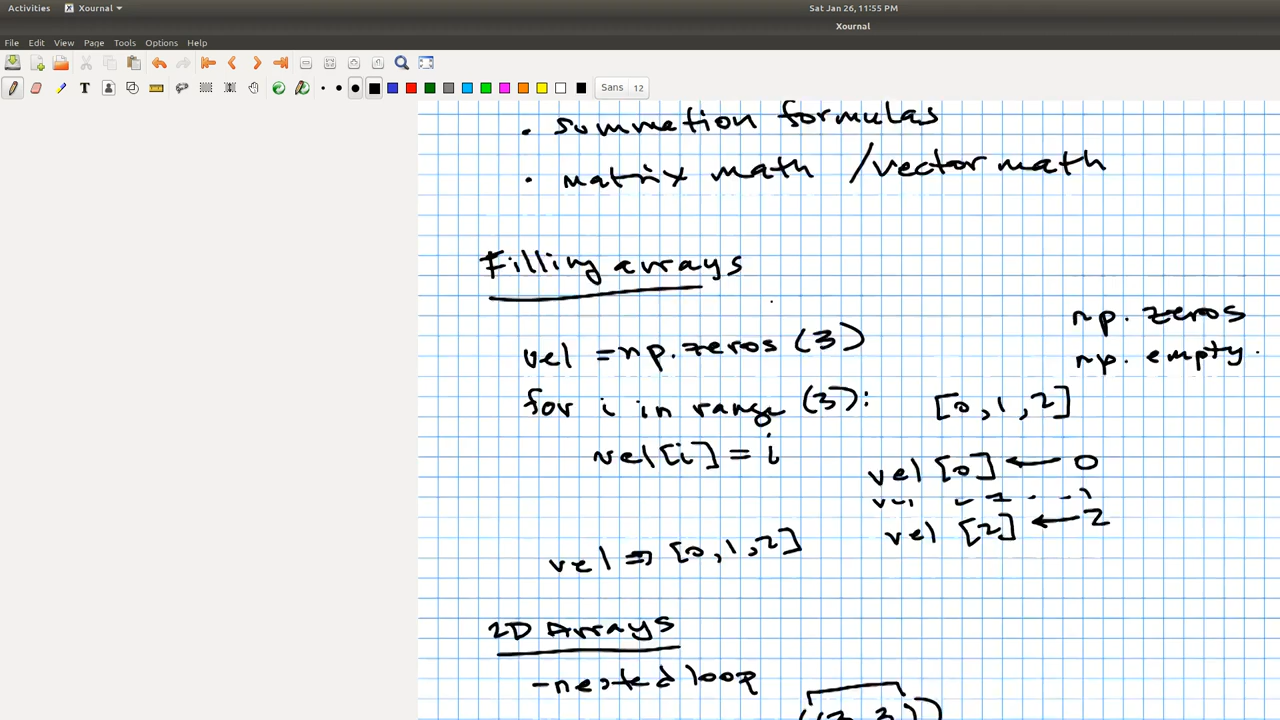 Activities Xournal Sat Jan 26, 11:55 PM
Xournal
File Edit View Page Tools Options Help
Sans 12
• summation formulas
• matrix math /vector math
Filling arrays
np.zeros
np.empty.
vel = np.zeros (3)
for i in range (3): [0,1,2]
vel[i] = i
vel [0] ← 0
vel [2] ← 2
vel => [0,1,2]
2D Arrays
-nested loop
((3,3))